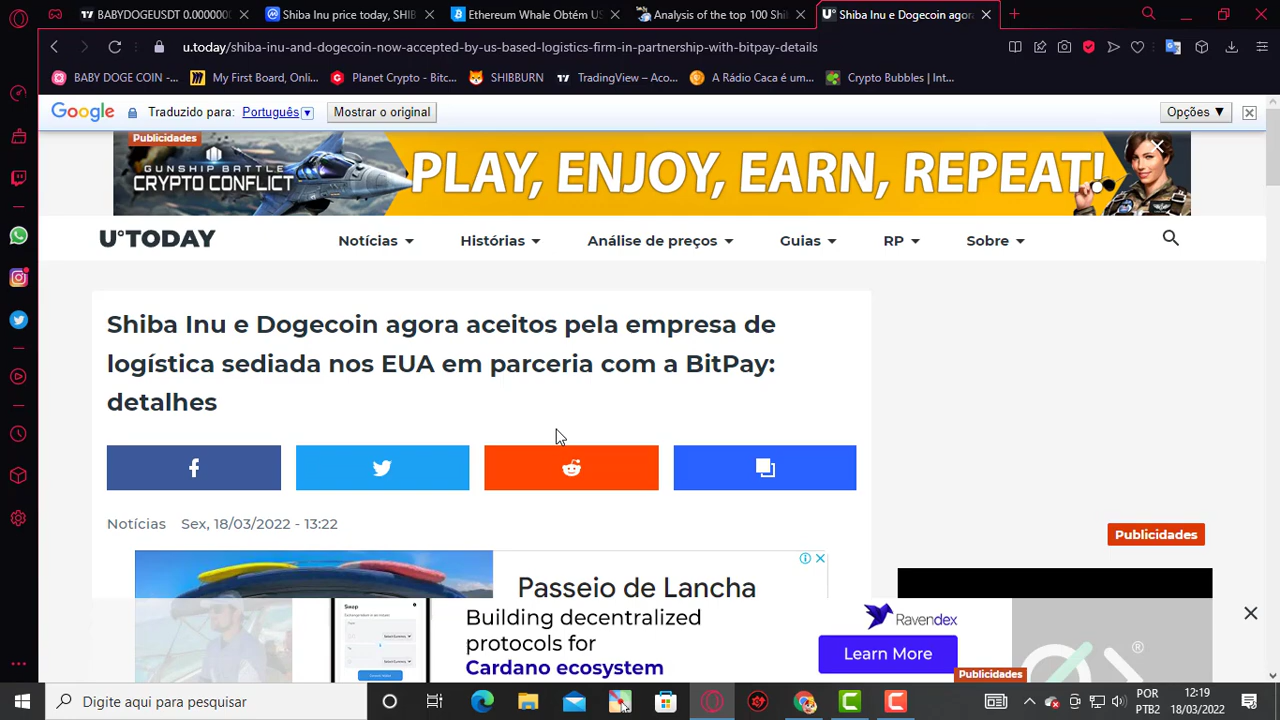 BABYDOGEUSDT 0.0000000
Shiba Inu price today, SHIB
Ethereum Whale Obtém US
Analysis of the top 100 Shib
Shiba Inu e Dogecoin agora
u.today/shiba-inu-and-dogecoin-now-accepted-by-us-based-logistics-firm-in-partnership-with-bitpay-details
BABY DOGE COIN -...
My First Board, Onli...
Planet Crypto - Bitc...
SHIBBURN
TradingView – Aco...
A Rádio Caca é um...
Crypto Bubbles | Int...
Google
Traduzido para: Português
Mostrar o original
Opções ▼
Publicidades
GUNSHIP BATTLE
CRYPTO CONFLICT
PLAY, ENJOY, EARN, REPEAT!
U°TODAY
Notícias
Histórias
Análise de preços
Guias
RP
Sobre
Shiba Inu e Dogecoin agora aceitos pela empresa de
logística sediada nos EUA em parceria com a BitPay:
detalhes
Notícias Sex, 18/03/2022 - 13:22
Publicidades
Passeio de Lancha
Swap
Building decentralized
protocols for
Cardano ecosystem
Ravendex
Learn More
Publicidades
Digite aqui para pesquisar
POR
PTB2
12:19
18/03/2022